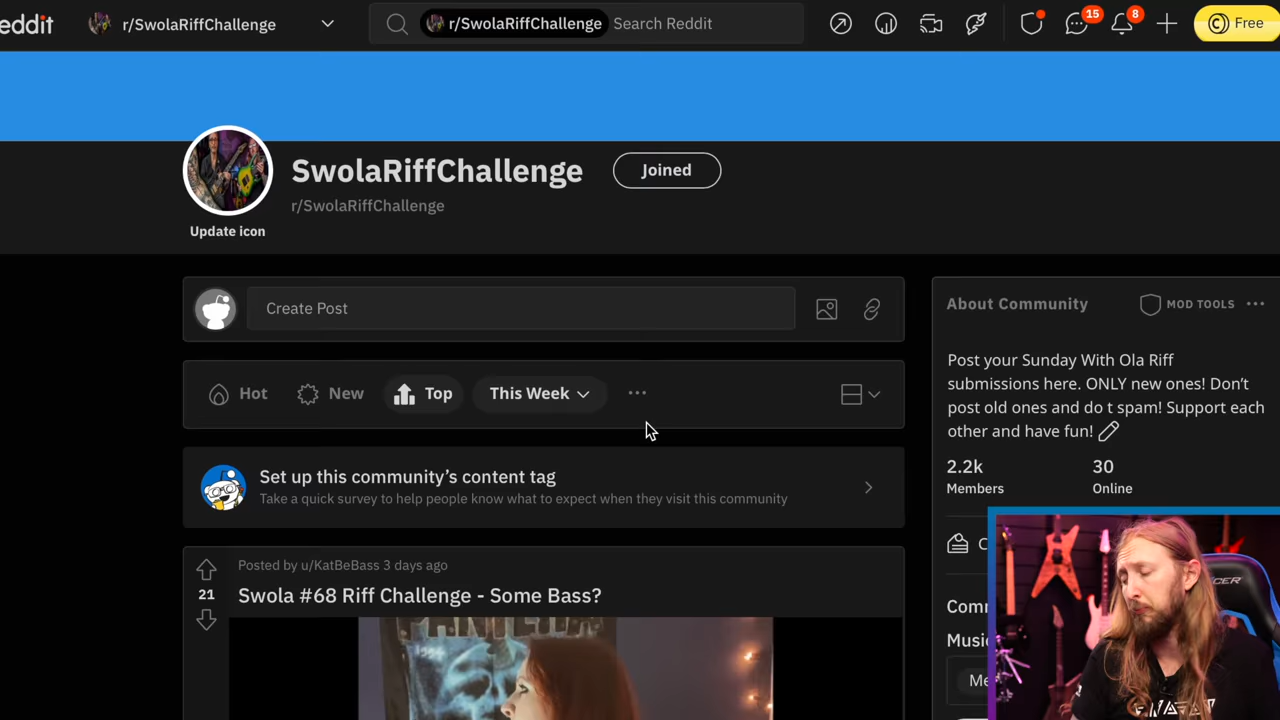 eddit r/SwolaRiffChallenge r/SwolaRiffChallenge Search Reddit 15 8 Free
SwolaRiffChallenge Joined
r/SwolaRiffChallenge
Update icon
Create Post
Hot New Top This Week
Set up this community's content tag
Take a quick survey to help people know what to expect when they visit this community
Posted by u/KatBeBass 3 days ago
21
Swola #68 Riff Challenge - Some Bass?
1994
About Community MOD TOOLS
Post your Sunday With Ola Riff
submissions here. ONLY new ones! Don't
post old ones and do t spam! Support each
other and have fun!
2.2k 30
Members Online
C
Comm
Music
Me